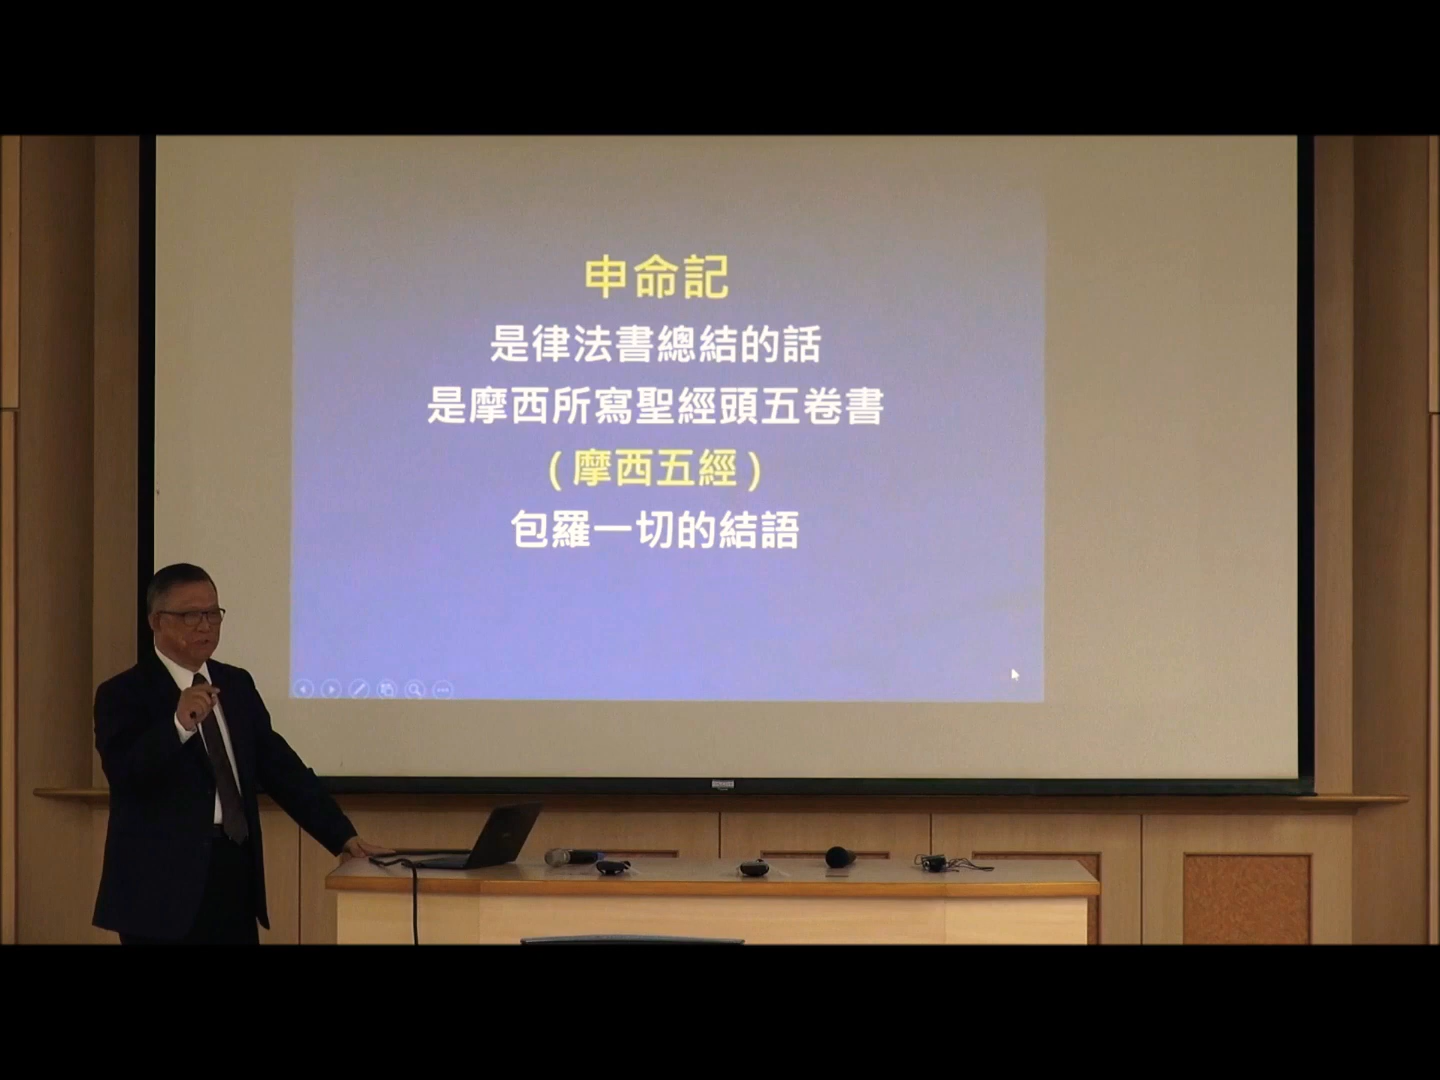 申命記
是律法書總結的話
是摩西所寫聖經頭五卷書
(摩西五經)
包羅一切的結語